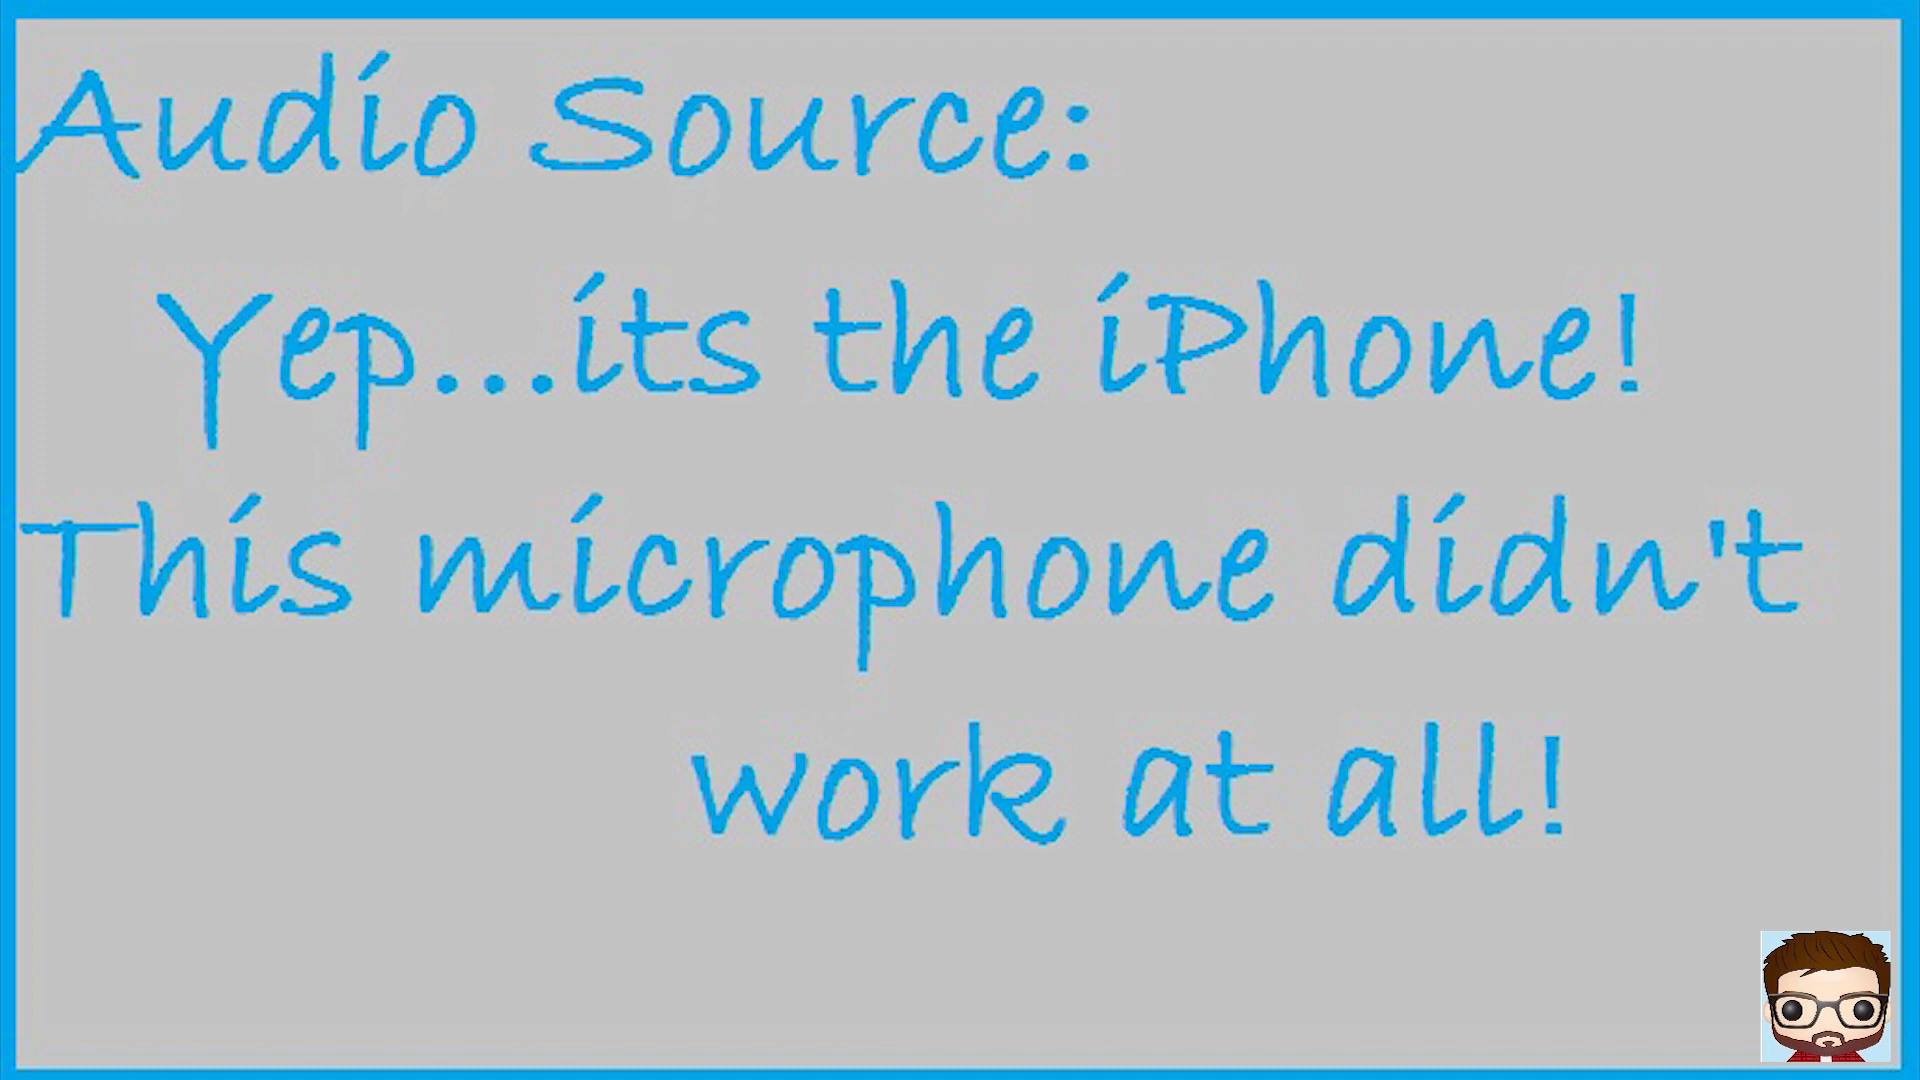 Audio Source:
Yep...its the iPhone!
This microphone didn't
work at all!